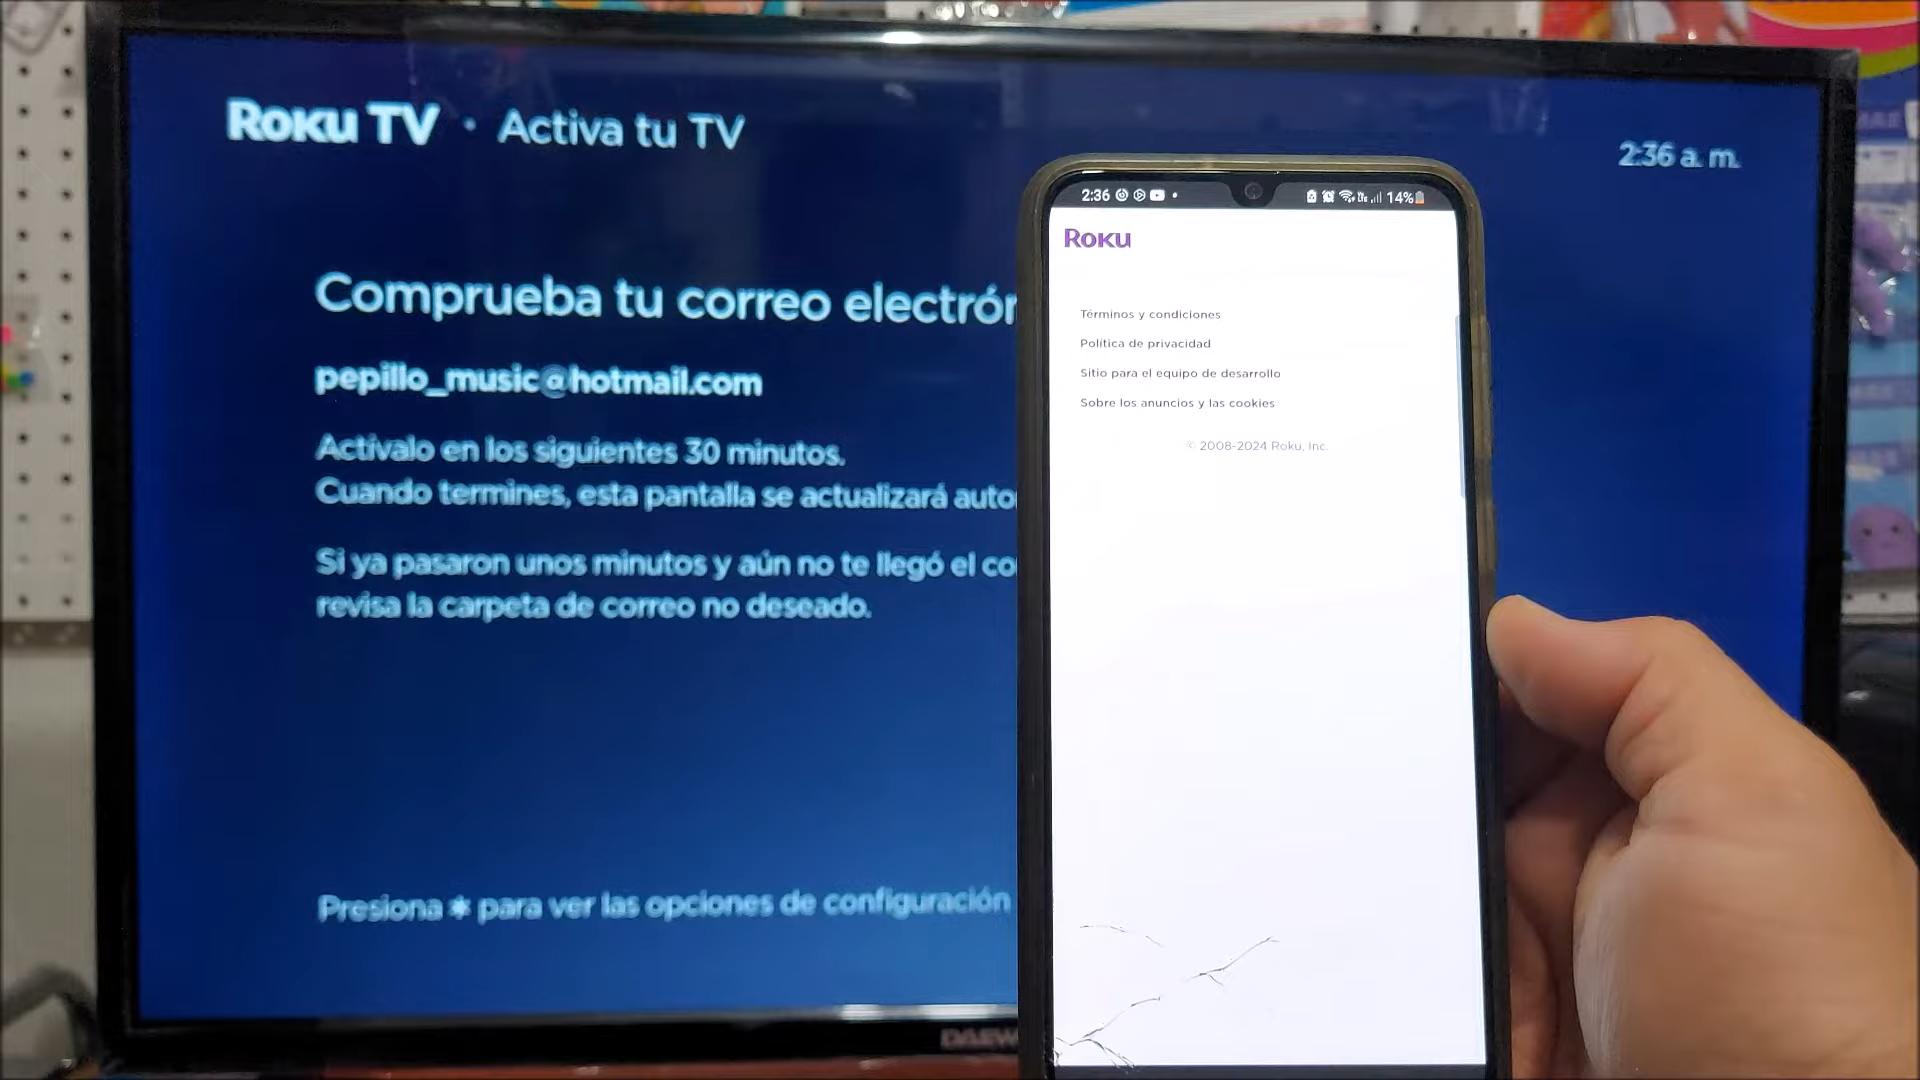 Roku TV • Activa tu TV
2:36 a. m.
Comprueba tu correo electrón
pepillo_music@hotmail.com
Actívalo en los siguientes 30 minutos.
Cuando termines, esta pantalla se actualizará auto
Si ya pasaron unos minutos y aún no te llegó el co
revisa la carpeta de correo no deseado.
Presiona * para ver las opciones de configuración
2:36
14%
Roku
Términos y condiciones
Política de privacidad
Sitio para el equipo de desarrollo
Sobre los anuncios y las cookies
© 2008-2024 Roku, Inc.